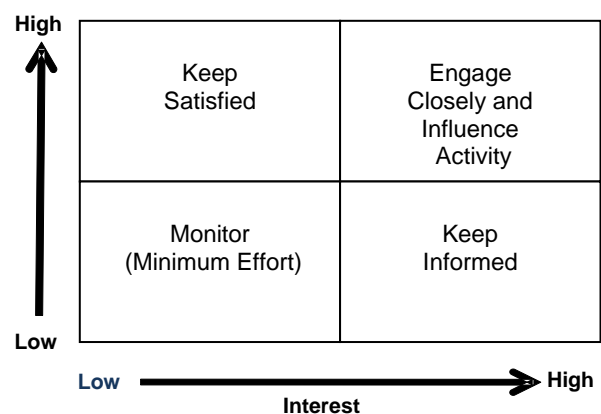 High
Keep
Satisfied
Engage
Closely and
Influence
Activity
Monitor
(Minimum Effort)
Keep
Informed
Low
Low
High
Interest